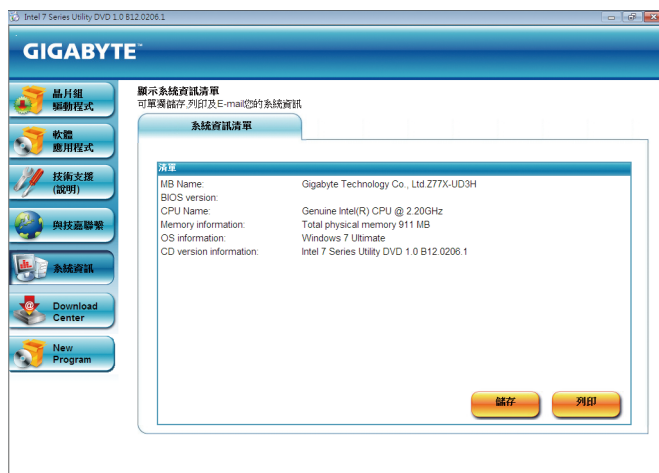 Intel 7 Series Utility DVD 1.0 B12.0206.1
GIGABYTE™
晶片組
驅動程式
軟體
應用程式
技術支援
(說明)
與技嘉聯繫
系統資訊
Download
Center
New
Program
顯示系統資訊清單
可單獨儲存,列印及E-mail您的系統資訊
系統資訊清單
清單
MB Name: Gigabyte Technology Co., Ltd.Z77X-UD3H
BIOS version:
CPU Name: Genuine Intel(R) CPU @ 2.20GHz
Memory information: Total physical memory 911 MB
OS information: Windows 7 Ultimate
CD version information: Intel 7 Series Utility DVD 1.0 B12.0206.1
儲存
列印